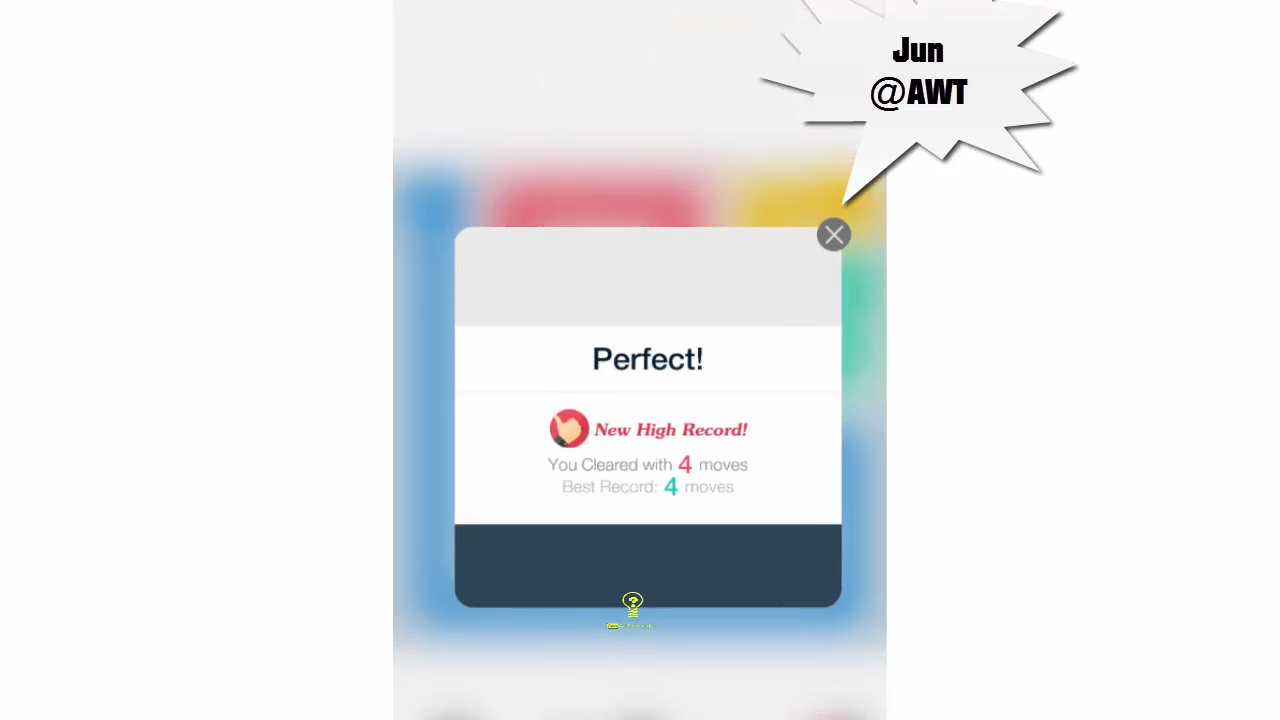 Jun
@AWT
Perfect!
New High Record!
You Cleared with 4 moves
Best Record: 4 moves
?